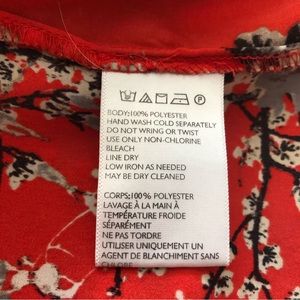 BODY:100% POLYESTER
HAND WASH COLD SEPARATELY
DO NOT WRING OR TWIST
USE ONLY NON-CHLORINE
BLEACH
LINE DRY
LOW IRON AS NEEDED
MAY BE DRY CLEANED
CORPS;100% POLYESTER
LAVAGE À LA MAIN À
TEMPÉRATURE FROIDE
SÉPARÉMENT
NE PAS TORDRE
UTILISER UNIQUEMENT UN
AGENT DE BLANCHIMENT SANS
CHLORE